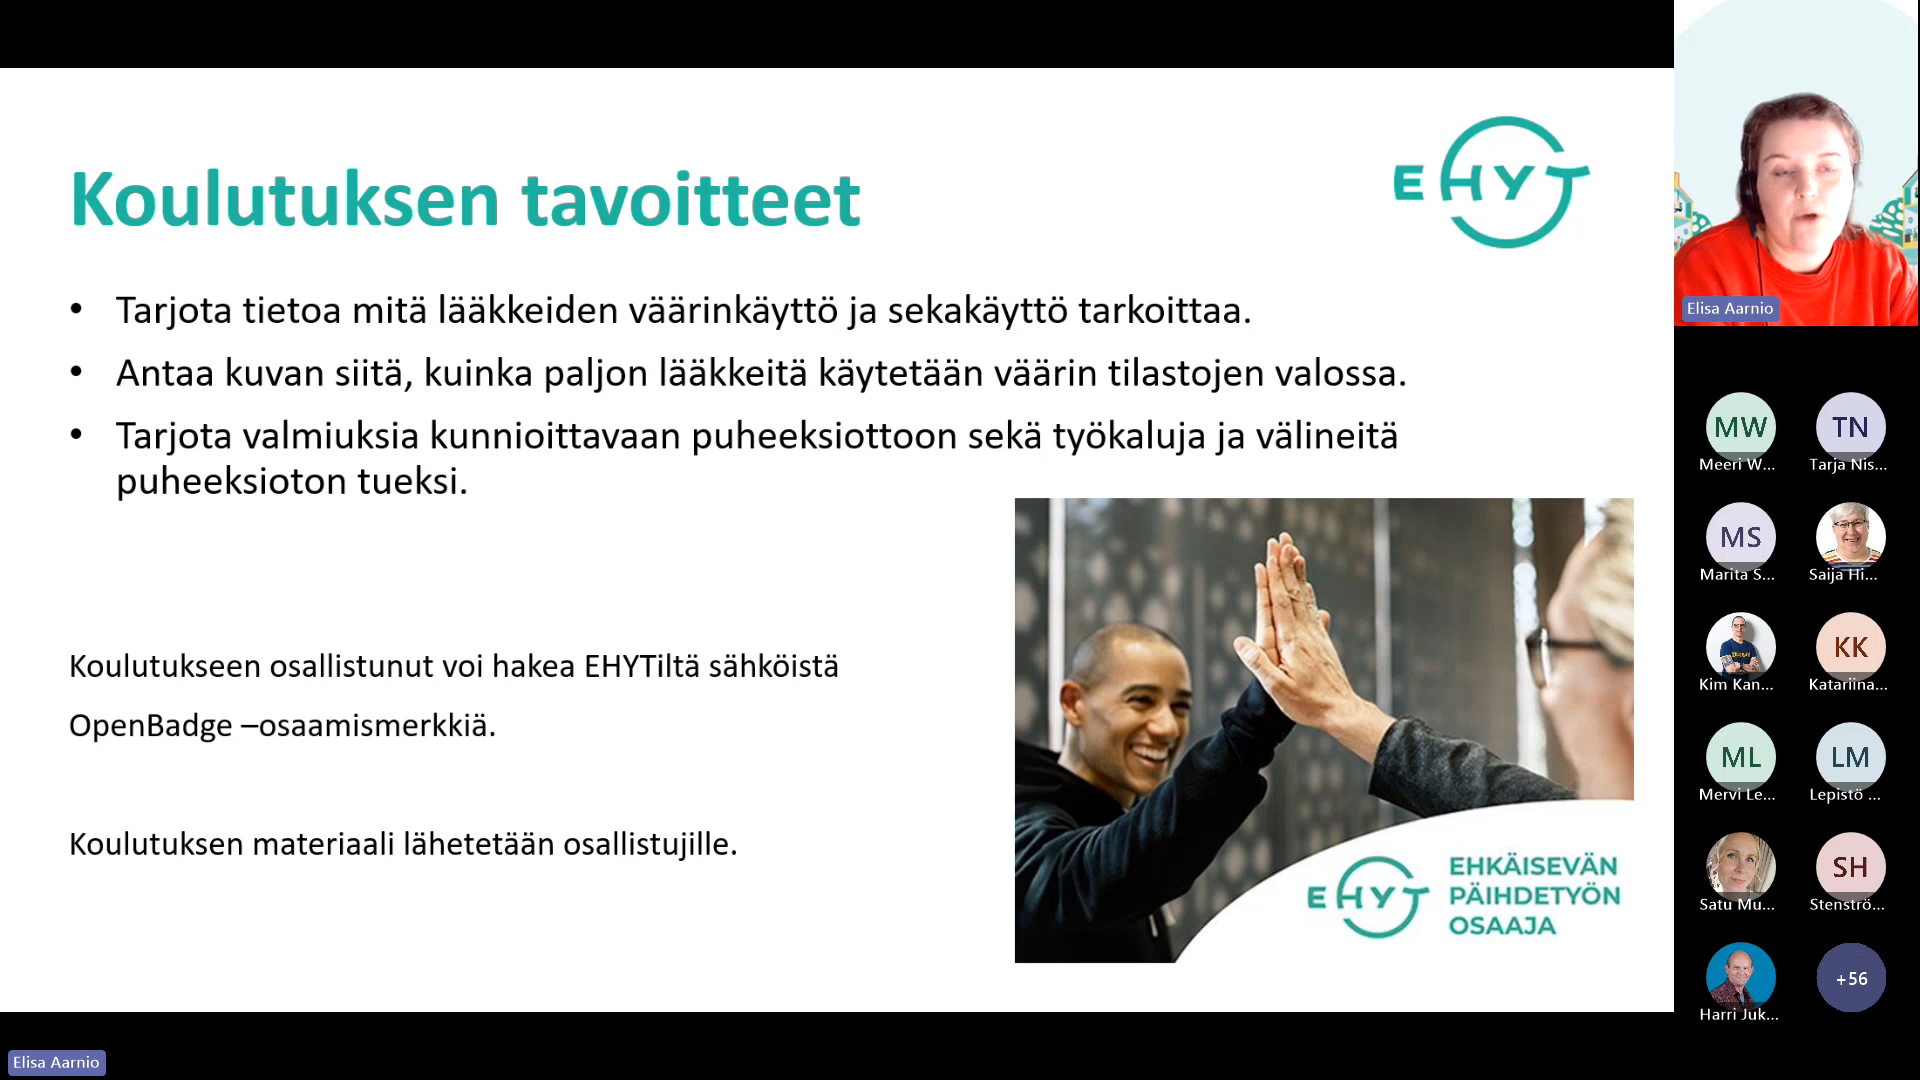 EHYT
Koulutuksen tavoitteet
• Tarjota tietoa mitä lääkkeiden väärinkäyttö ja sekakäyttö tarkoittaa.
• Antaa kuvan siitä, kuinka paljon lääkkeitä käytetään väärin tilastojen valossa.
• Tarjota valmiuksia kunnioittavaan puheeksiottoon sekä työkaluja ja välineitä
puheeksioton tueksi.
Koulutukseen osallistunut voi hakea EHYTiltä sähköistä
OpenBadge –osaamismerkkiä.
Koulutuksen materiaali lähetetään osallistujille.
EHYT
EHKÄISEVÄN
PÄIHDETYÖN
OSAAJA
Elisa Aarnio
MW
Meeri W...
TN
Tarja Nis...
MS
Marita S...
Saija Hi...
Kim Kan...
KK
Katariina...
ML
Mervi Le...
LM
Lepistö ...
Satu Mu...
SH
Stenströ...
Harri Juk...
+56
Elisa Aarnio